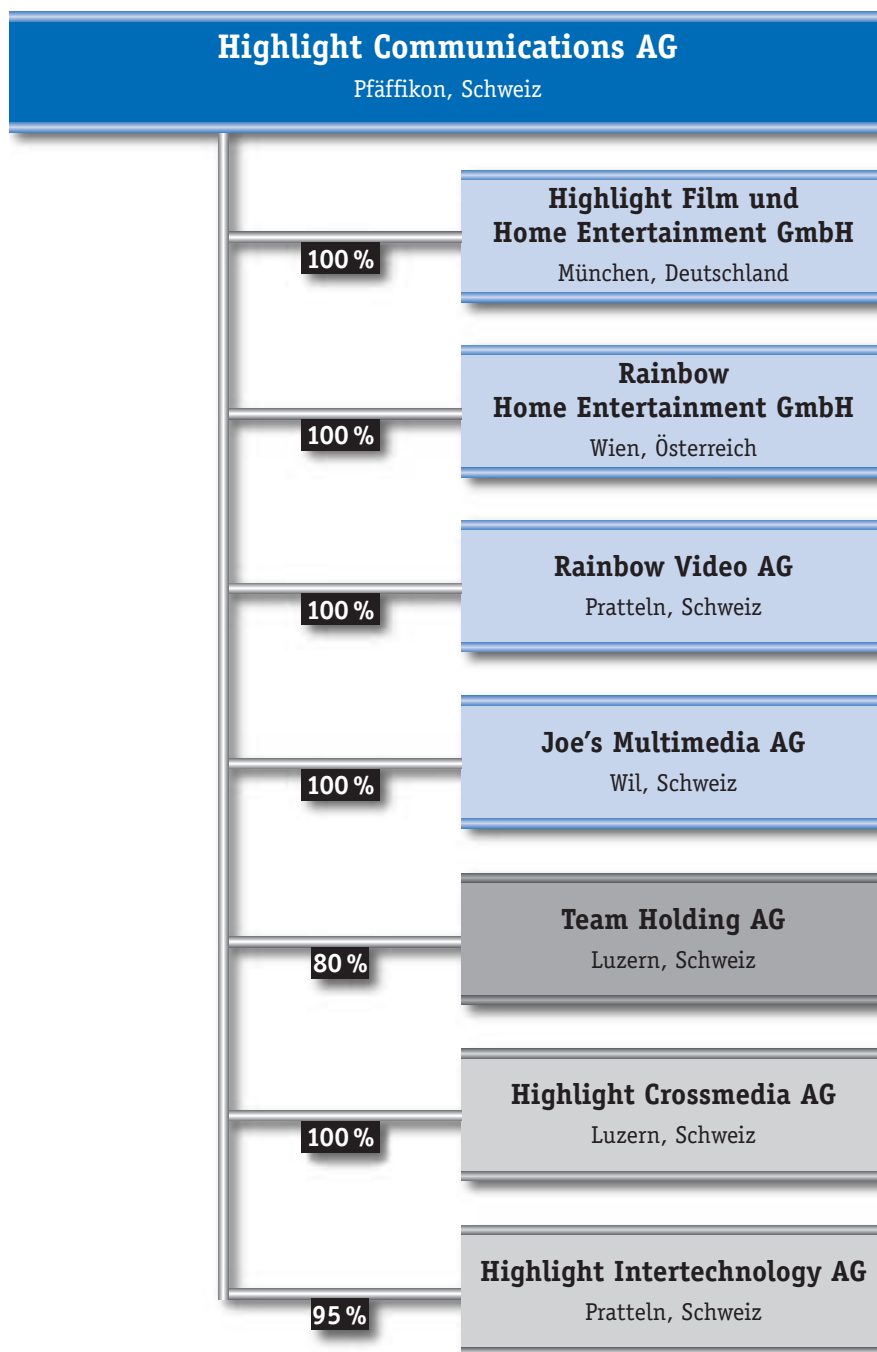 Highlight Communications AG
Pfäffikon, Schweiz
Highlight Film und
Home Entertainment GmbH
München, Deutschland
100 %
Rainbow
Home Entertainment GmbH
Wien, Österreich
100 %
Rainbow Video AG
Pratteln, Schweiz
100 %
Joe’s Multimedia AG
Wil, Schweiz
100 %
Team Holding AG
Luzern, Schweiz
80 %
Highlight Crossmedia AG
Luzern, Schweiz
100 %
Highlight Intertechnology AG
Pratteln, Schweiz
95 %